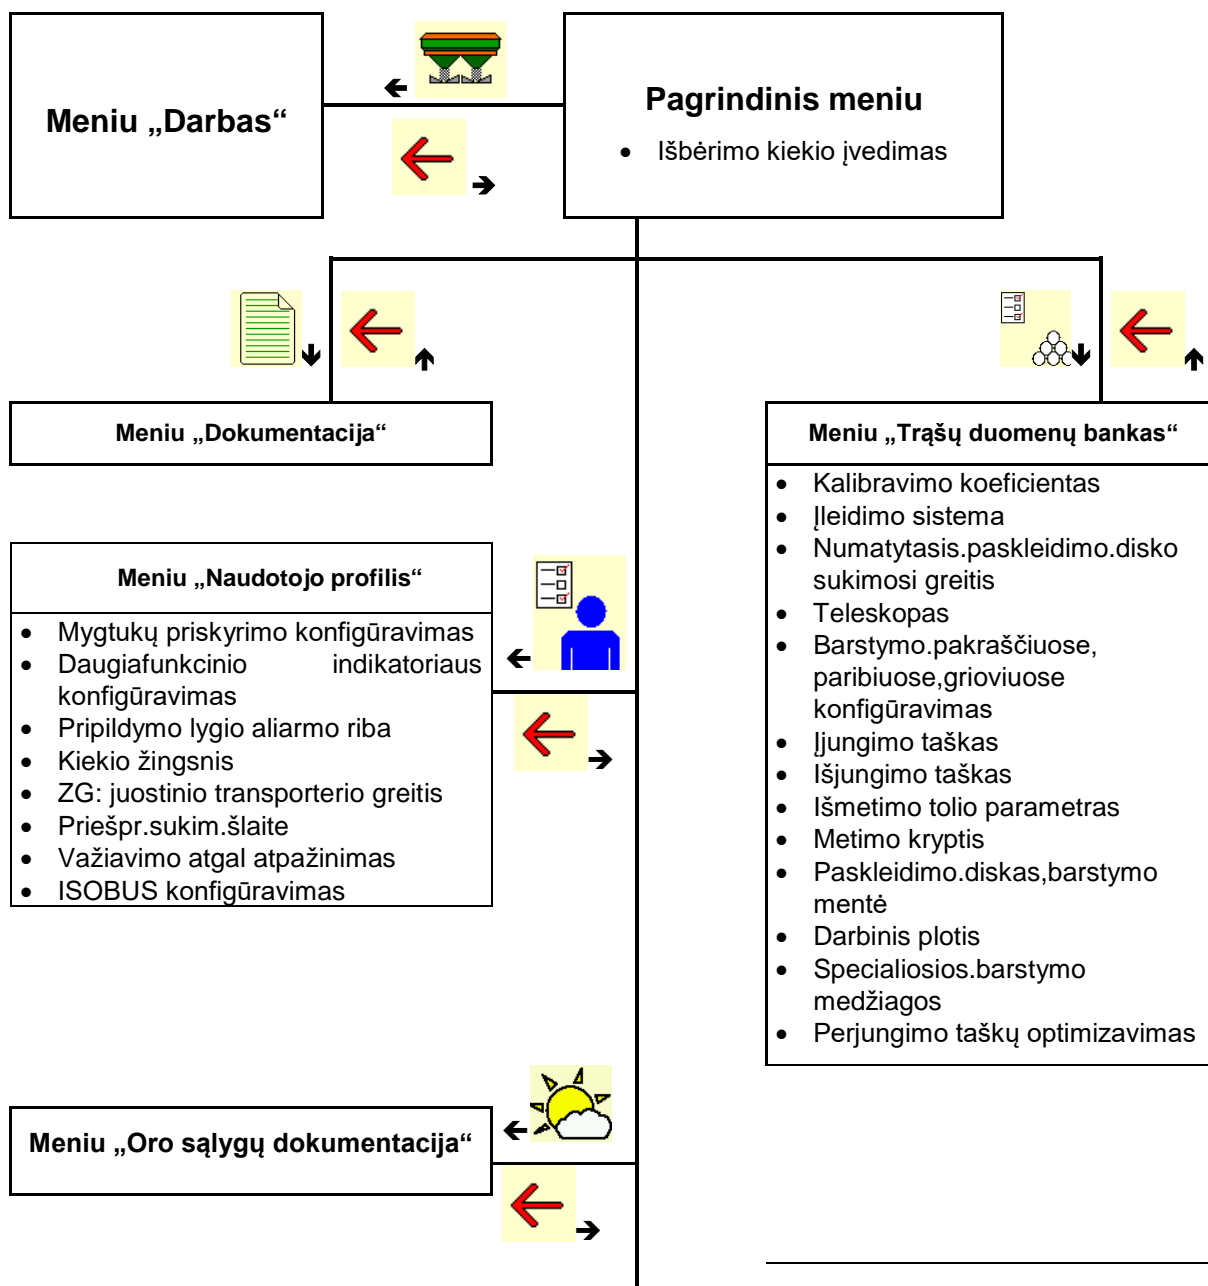 Meniu „Darbas“
Pagrindinis meniu
• Išbėrimo kiekio įvedimas
Meniu „Dokumentacija“
Meniu „Naudotojo profilis“
• Mygtukų priskyrimo konfigūravimas
• Daugiafunkcinio indikatoriaus
konfigūravimas
• Pripildymo lygio aliarmo riba
• Kiekio žingsnis
• ZG: juostinio transporterio greitis
• Priešpr.sukim.šlaite
• Važiavimo atgal atpažinimas
• ISOBUS konfigūravimas
Meniu „Oro sąlygų dokumentacija“
Meniu „Trąšų duomenų bankas“
• Kalibravimo koeficientas
• Įleidimo sistema
• Numatytasis.paskleidimo.disko
sukimosi greitis
• Teleskopas
• Barstymo.pakraščiuose,
paribiuose,grioviuose
konfigūravimas
• Įjungimo taškas
• Išjungimo taškas
• Išmetimo tolio parametras
• Metimo kryptis
• Paskleidimo.diskas,barstymo
mentė
• Darbinis plotis
• Specialiosios.barstymo
medžiagos
• Perjungimo taškų optimizavimas